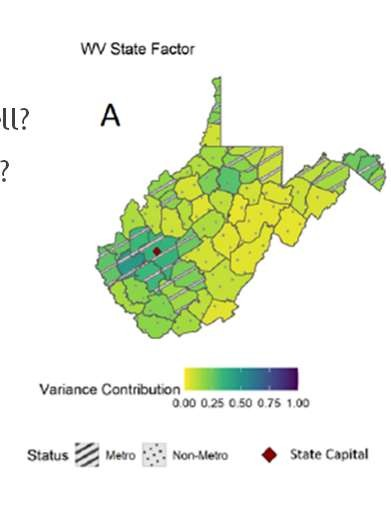 WV State Factor
ll?
A
?
Variance Contribution
0.00 0.25 0.50 0.75 1.00
Status Metro Non-Metro State Capital